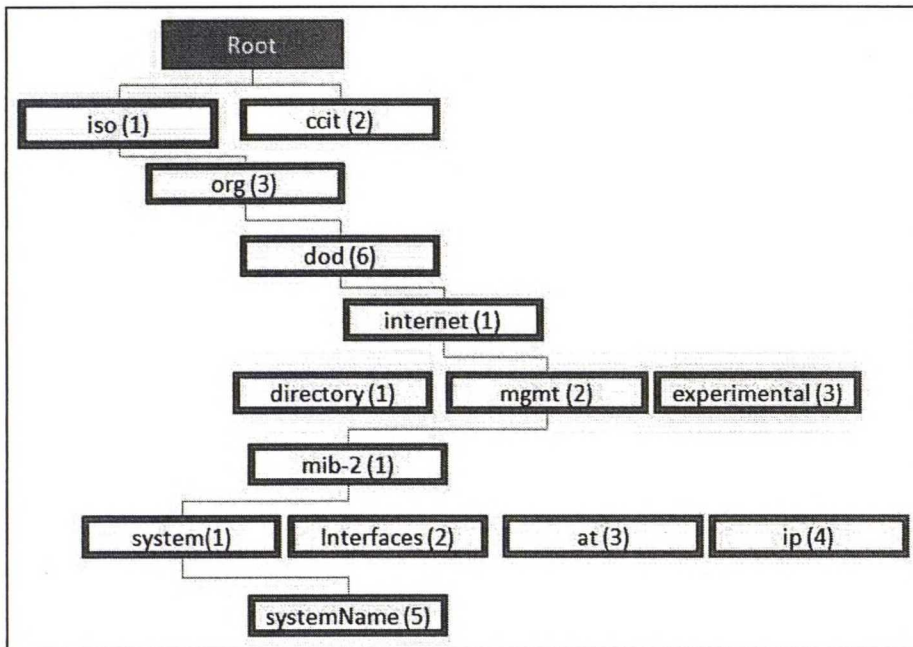 Root
iso (1) ccit (2)
org (3)
dod (6)
internet (1)
directory (1) mgmt (2) experimental (3)
mib-2 (1)
system(1) Interfaces (2) at (3) ip (4)
systemName (5)